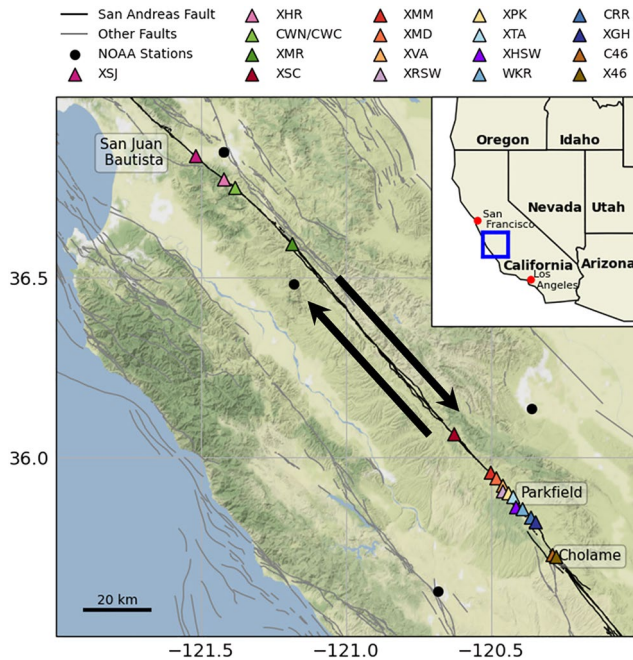 San Andreas Fault
Other Faults
NOAA Stations
XSJ
XHR
CWN/CWC
XMR
XSC
XMM
XMD
XVA
XRSW
XPK
XTA
XHSW
WKR
CRR
XGH
C46
X46
San Juan
Bautista
Oregon
Idaho
Nevada
Utah
San
Francisco
California
Arizona
Los
Angeles
36.5
36.0
Parkfield
Cholame
20 km
−121.5
−121.0
−120.5